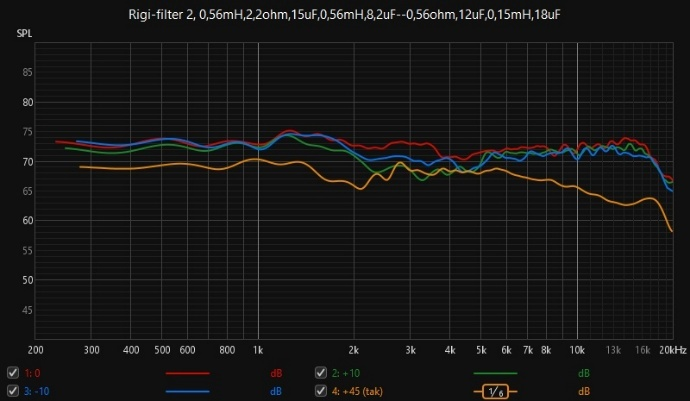 Rigi-filter 2, 0,56mH,2,2ohm,15uF,0,56mH,8,2uF--0,56ohm,12uF,0,15mH,18uF
SPL
85
80
75
70
65
60
55
50
45
200 300 400 500 600 800 1k 2k 3k 4k 5k 6k 7k 8k 10k 13k 16k 20kHz
1: 0 dB 2: +10 dB
3: -10 dB 4: +45 (tak) 1/6 dB